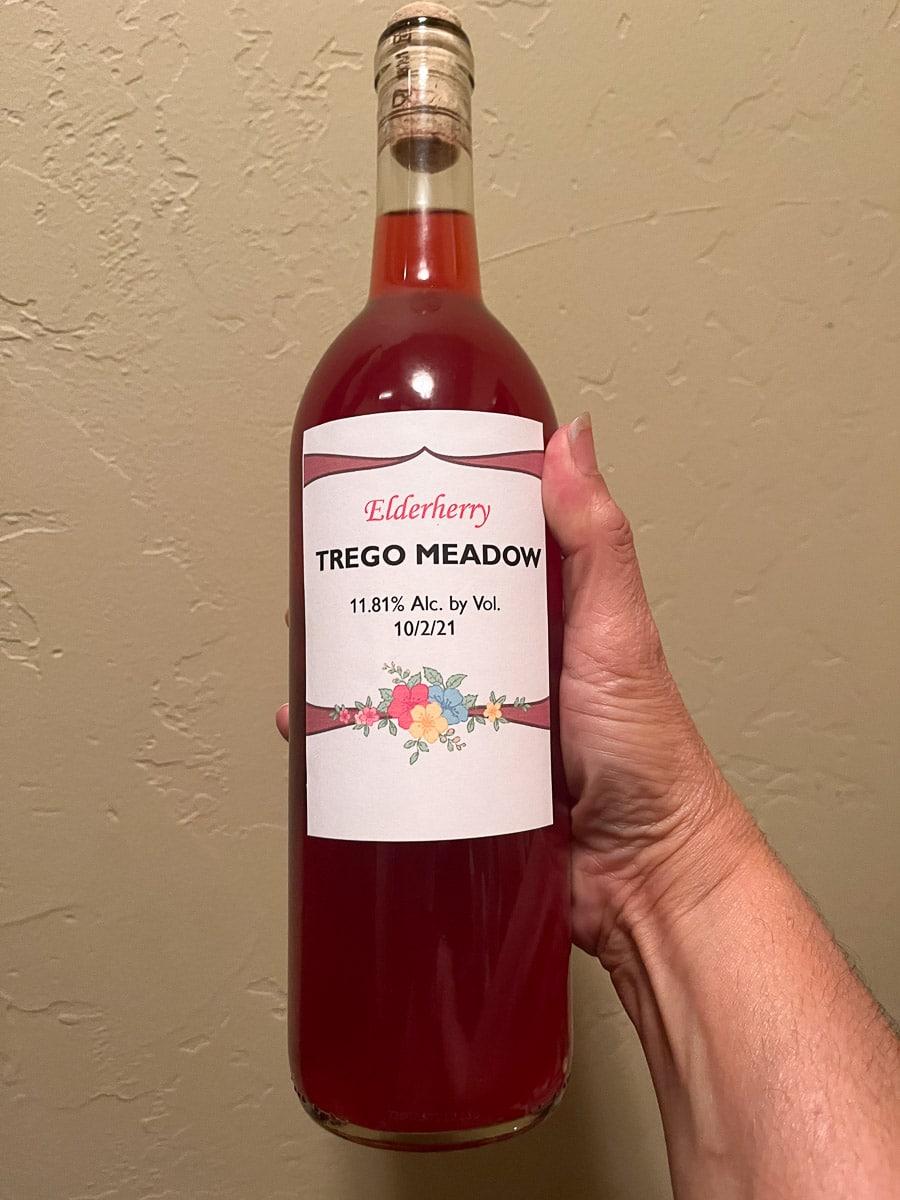 Elderherry
TREGO MEADOW
11.81% Alc. by Vol.
10/2/21